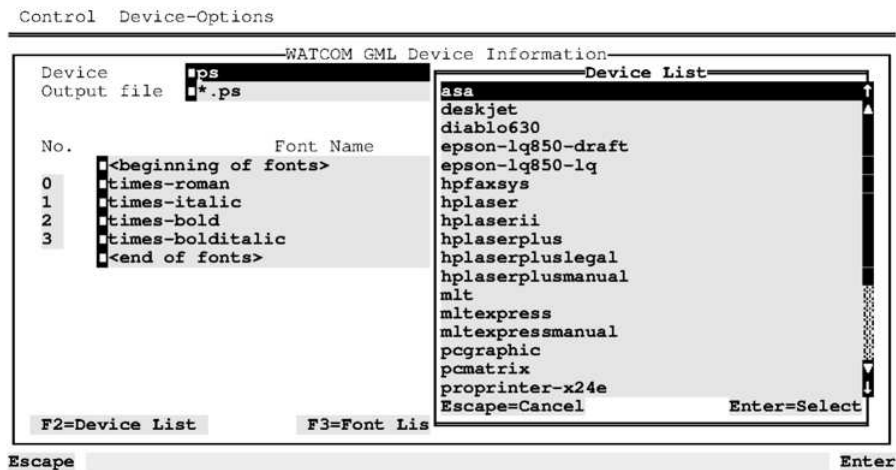 Control Device-Options
WATCOM GML Device Information
Device ps
Output file *.ps
No. Font Name
<beginning of fonts>
0 times-roman
1 times-italic
2 times-bold
3 times-bolditalic
<end of fonts>
F2=Device List F3=Font Lis
Device List
asa
deskjet
diablo630
epson-lq850-draft
epson-lq850-lq
hpfaxsys
hplaser
hplaserii
hplaserplus
hplaserpluslegal
hplaserplusmanual
mlt
mltexpress
mltexpressmanual
pcgraphic
pcmatrix
proprinter-x24e
Escape=Cancel Enter=Select
Escape Enter